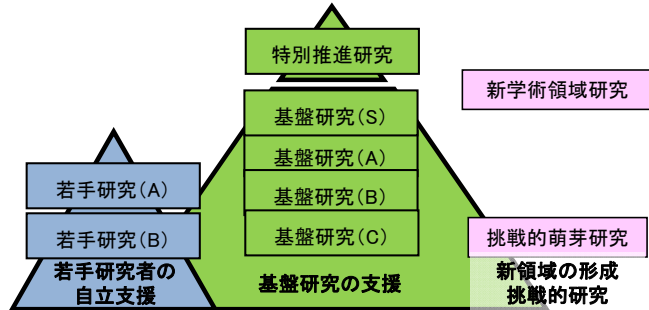 特別推進研究
新学術領域研究
基盤研究(S)
基盤研究(A)
若手研究(A)
基盤研究(B)
若手研究(B)
基盤研究(C)
挑戦的萌芽研究
若手研究者の
自立支援
基盤研究の支援
新領域の形成
挑戦的研究